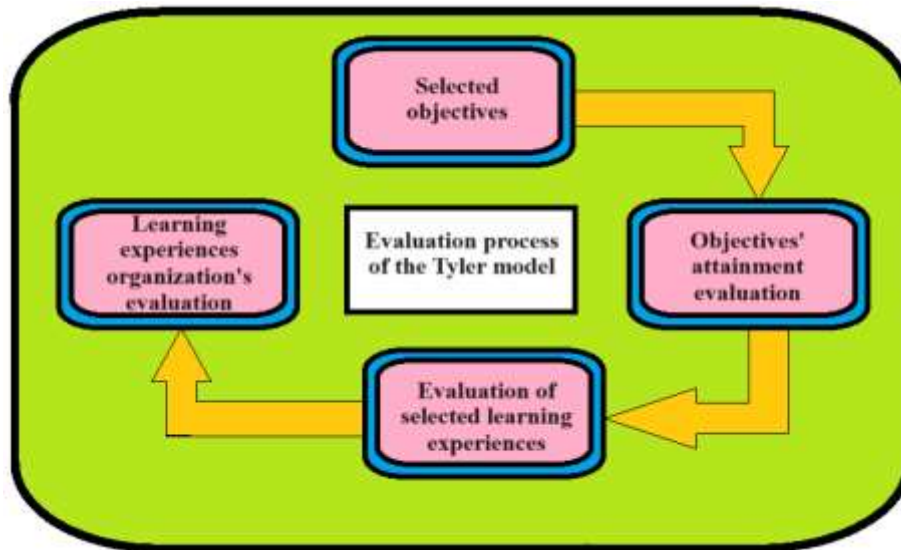 Selected
objectives
Learning
experiences
organization's
evaluation
Evaluation process
of the Tyler model
Objectives'
attainment
evaluation
Evaluation of
selected learning
experiences